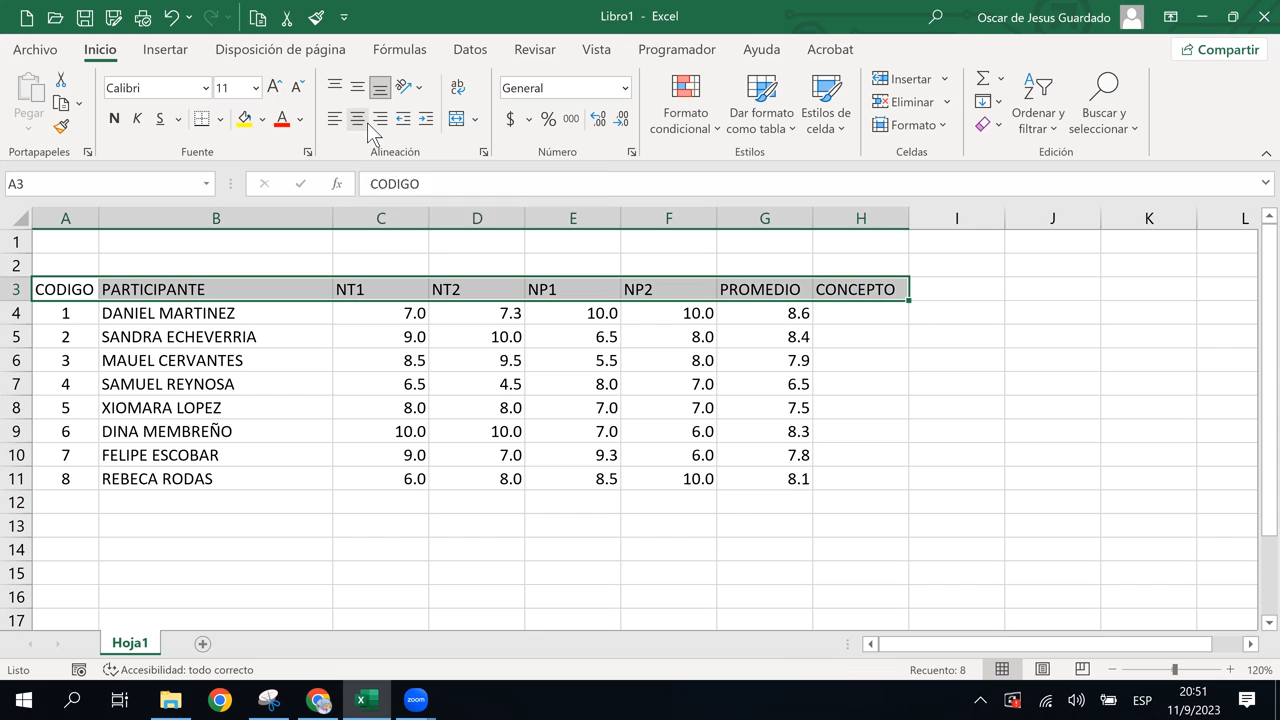 Libro1 - Excel
Oscar de Jesus Guardado
Archivo Inicio Insertar Disposición de página Fórmulas Datos Revisar Vista Programador Ayuda Acrobat Compartir
Pegar
Portapapeles
Calibri 11
N K S A
Fuente
ab
Alineación
General
$ % 000
Número
Formato condicional
Dar formato como tabla
Estilos de celda
Estilos
Insertar
Eliminar
Formato
Celdas
Ordenar y filtrar
Buscar y seleccionar
Edición
A3 fx CODIGO
A B C D E F G H I J K L
1
2
3 CODIGO PARTICIPANTE NT1 NT2 NP1 NP2 PROMEDIO CONCEPTO
4 1 DANIEL MARTINEZ 7.0 7.3 10.0 10.0 8.6
5 2 SANDRA ECHEVERRIA 9.0 10.0 6.5 8.0 8.4
6 3 MAUEL CERVANTES 8.5 9.5 5.5 8.0 7.9
7 4 SAMUEL REYNOSA 6.5 4.5 8.0 7.0 6.5
8 5 XIOMARA LOPEZ 8.0 8.0 7.0 7.0 7.5
9 6 DINA MEMBREÑO 10.0 10.0 7.0 6.0 8.3
10 7 FELIPE ESCOBAR 9.0 7.0 9.3 6.0 7.8
11 8 REBECA RODAS 6.0 8.0 8.5 10.0 8.1
12
13
14
15
16
17
Hoja1
Listo Accesibilidad: todo correcto Recuento: 8 120%
zoom
ESP
20:51
11/9/2023